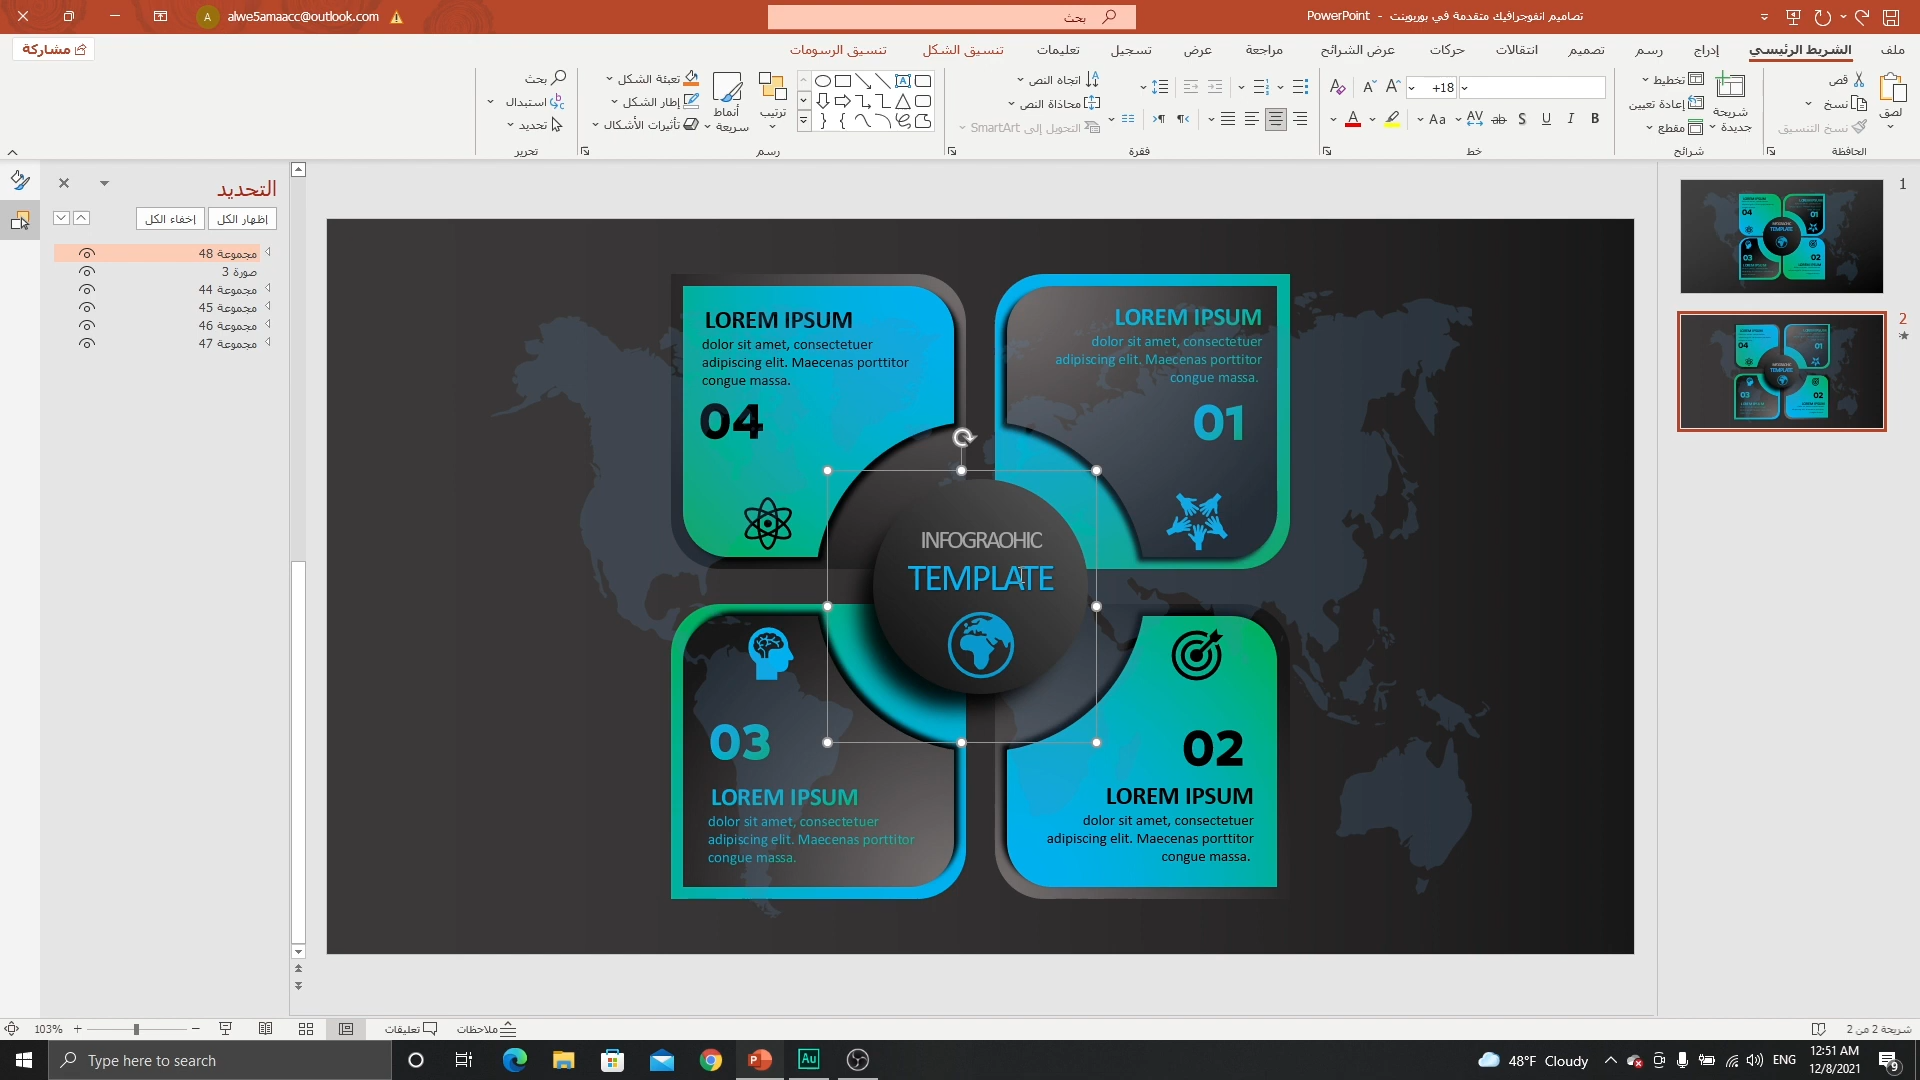 alwe5amaacc@outlook.com
بحث
تصاميم انفوجرافيك متقدمة في بوربوينت - PowerPoint
ملف
الشريط الرئيسي
إدراج
رسم
تصميم
انتقالات
حركات
عرض الشرائح
مراجعة
عرض
تسجيل
تعليمات
تنسيق الشكل
تنسيق الرسومات
مشاركة
لصق
قص
نسخ
نسخ التنسيق
الحافظة
شريحة جديدة
تخطيط
إعادة تعيين
مقطع
شرائح
+18
خط
اتجاه النص
محاذاة النص
التحويل إلى SmartArt
فقرة
ترتيب
أنماط سريعة
تعبئة الشكل
إطار الشكل
تأثيرات الأشكال
رسم
بحث
استبدال
تحديد
تحرير
التحديد
إظهار الكل
إخفاء الكل
مجموعة 48
صورة 3
مجموعة 44
مجموعة 45
مجموعة 46
مجموعة 47
LOREM IPSUM
dolor sit amet, consectetuer
adipiscing elit. Maecenas porttitor
congue massa.
04
LOREM IPSUM
dolor sit amet, consectetuer
adipiscing elit. Maecenas porttitor
congue massa.
01
INFOGRAOHIC
TEMPLATE
03
LOREM IPSUM
dolor sit amet, consectetuer
adipiscing elit. Maecenas porttitor
congue massa.
02
LOREM IPSUM
dolor sit amet, consectetuer
adipiscing elit. Maecenas porttitor
congue massa.
1
2
شريحة 2 من 2
ملاحظات
تعليقات
103%
Type here to search
48°F Cloudy
ENG
12:51 AM
12/8/2021
9